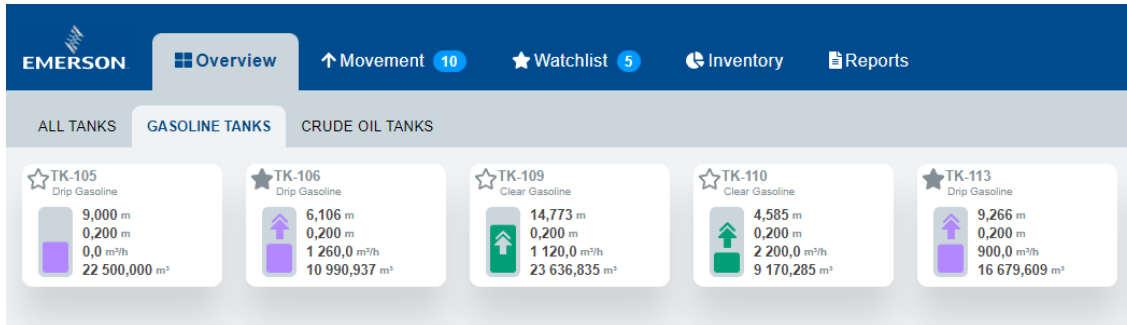 EMERSON
Overview
Movement 10
Watchlist 5
Inventory
Reports
ALL TANKS
GASOLINE TANKS
CRUDE OIL TANKS
TK-105
Drip Gasoline
9,000 m
0,200 m
0,0 m³/h
22 500,000 m³
TK-106
Drip Gasoline
6,106 m
0,200 m
1 260,0 m³/h
10 990,937 m³
TK-109
Clear Gasoline
14,773 m
0,200 m
1 120,0 m³/h
23 636,835 m³
TK-110
Clear Gasoline
4,585 m
0,200 m
2 200,0 m³/h
9 170,285 m³
TK-113
Drip Gasoline
9,266 m
0,200 m
900,0 m³/h
16 679,609 m³